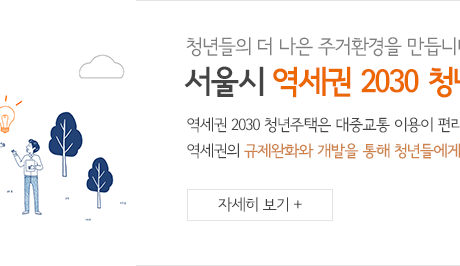 청년들의 더 나은 주거환경을 만듭니다
서울시 역세권 2030 청년
역세권 2030 청년주택은 대중교통 이용이 편리
역세권의 규제완화와 개발을 통해 청년들에게
자세히 보기 +